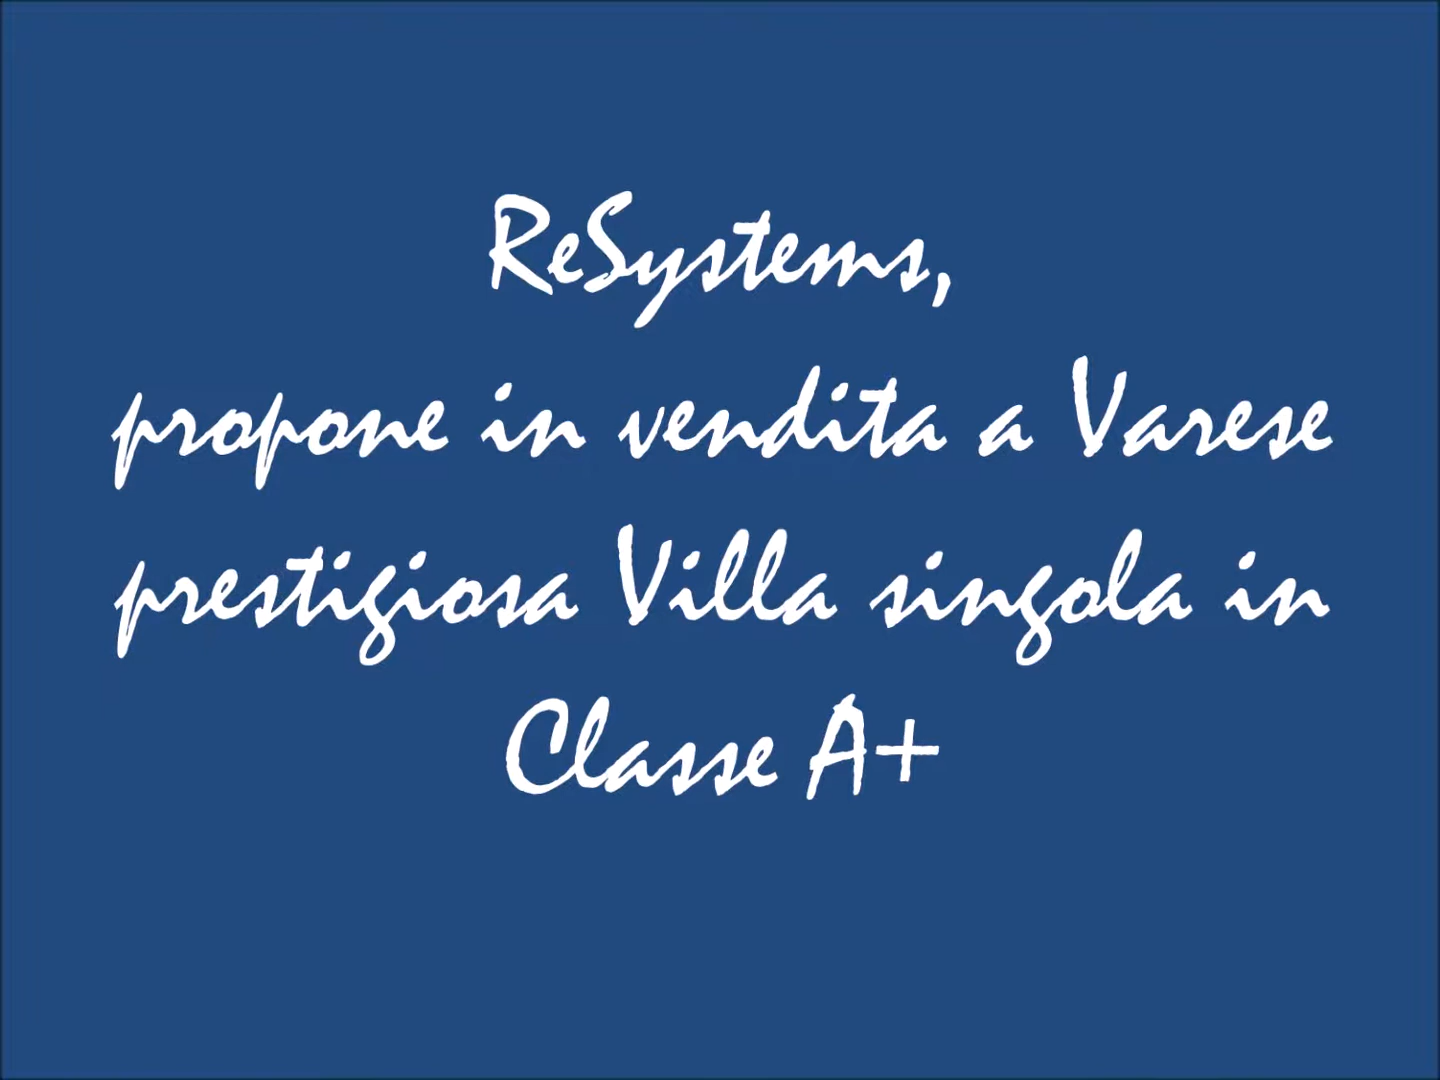 ReSystems,
propone in vendita a Varese
prestigiosa Villa singola in
Classe A+